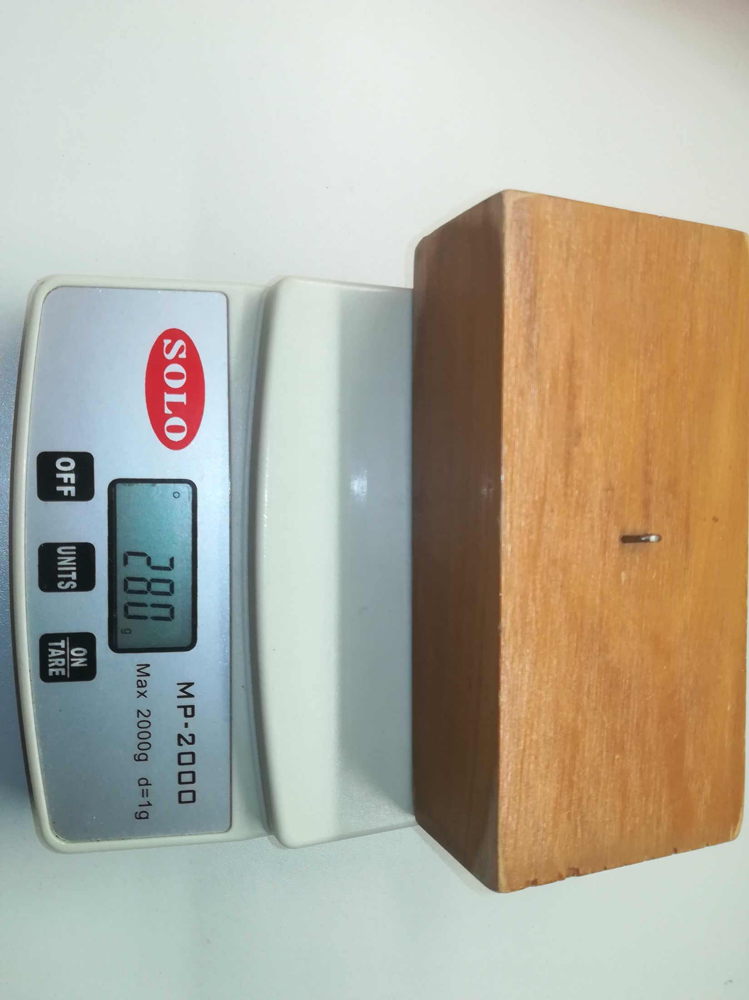 SOLO
MP-2000
280 g
Max 2000g d=1g
OFF
UNITS
ON
TARE